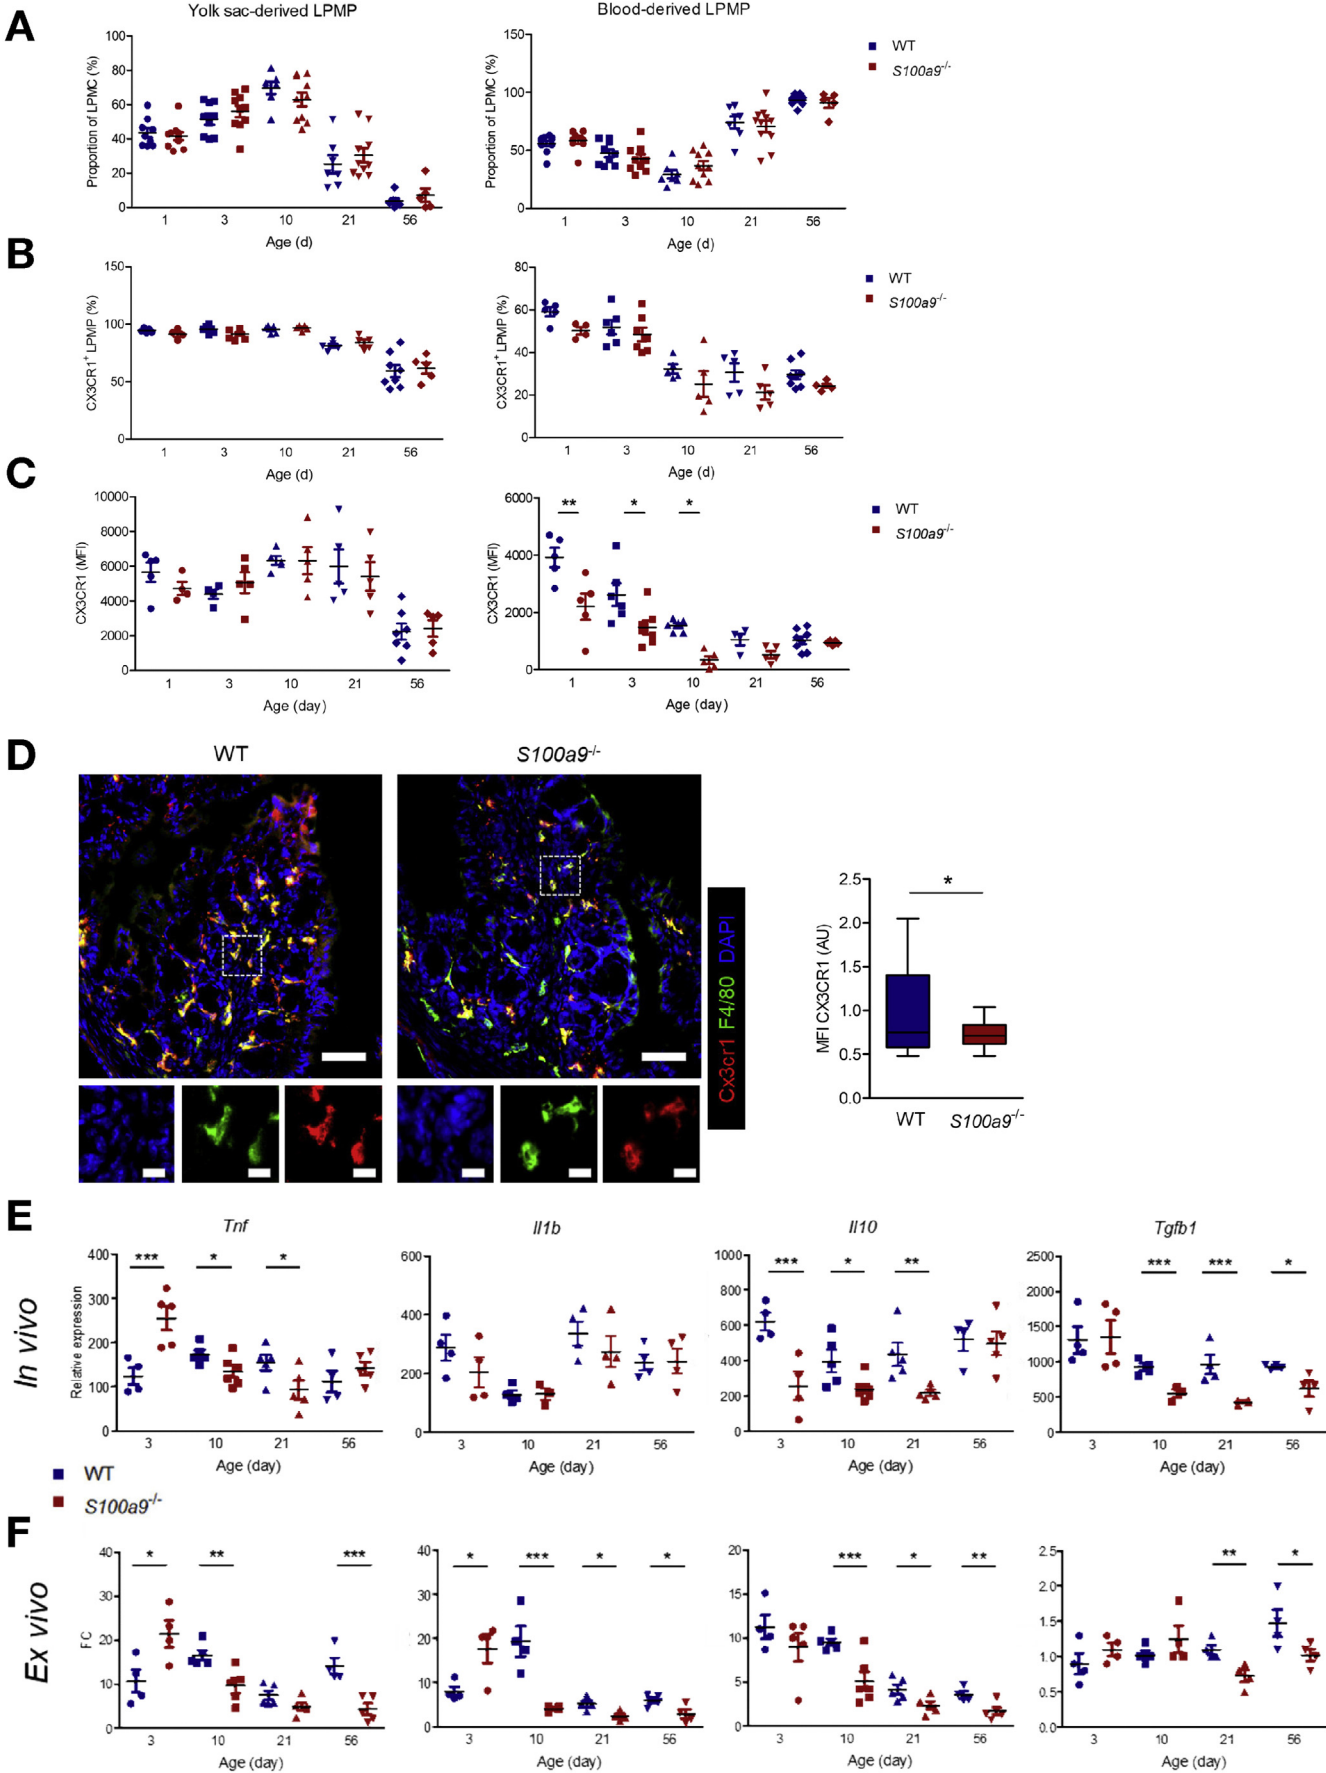 A
Yolk sac-derived LPMP
Blood-derived LPMP
Proportion of LPMC (%)
100
80
60
40
20
0
1 3 10 21 56
Age (d)
Proportion of LPMC (%)
150
100
50
0
1 3 10 21 56
Age (d)
WT
S100a9-/-
B
CX3CR1+ LPMP (%)
150
100
50
0
1 3 10 21 56
Age (d)
CX3CR1+ LPMP (%)
80
60
40
20
0
1 3 10 21 56
Age (d)
WT
S100a9-/-
C
CX3CR1 (MFI)
10000
8000
6000
4000
2000
0
1 3 10 21 56
Age (day)
CX3CR1 (MFI)
6000
4000
2000
0
** * *
1 3 10 21 56
Age (day)
WT
S100a9-/-
D
WT
S100a9-/-
Cx3cr1 F4/80 DAPI
MFI CX3CR1 (AU)
2.5
2.0
1.5
1.0
0.5
0.0
*
WT S100a9-/-
E
In vivo
Tnf
Relative expression
400
300
200
100
0
*** * *
3 10 21 56
Age (day)
Il1b
600
400
200
0
3 10 21 56
Age (day)
Il10
1000
800
600
400
200
0
*** * **
3 10 21 56
Age (day)
Tgfb1
2500
2000
1500
1000
500
0
*** *** *
3 10 21 56
Age (day)
WT
S100a9-/-
F
Ex vivo
FC
40
30
20
10
0
* ** ***
3 10 21 56
Age (day)
40
30
20
10
0
* *** * *
3 10 21 56
Age (day)
20
15
10
5
0
*** * **
3 10 21 56
Age (day)
2.5
2.0
1.5
1.0
0.5
0.0
** *
3 10 21 56
Age (day)